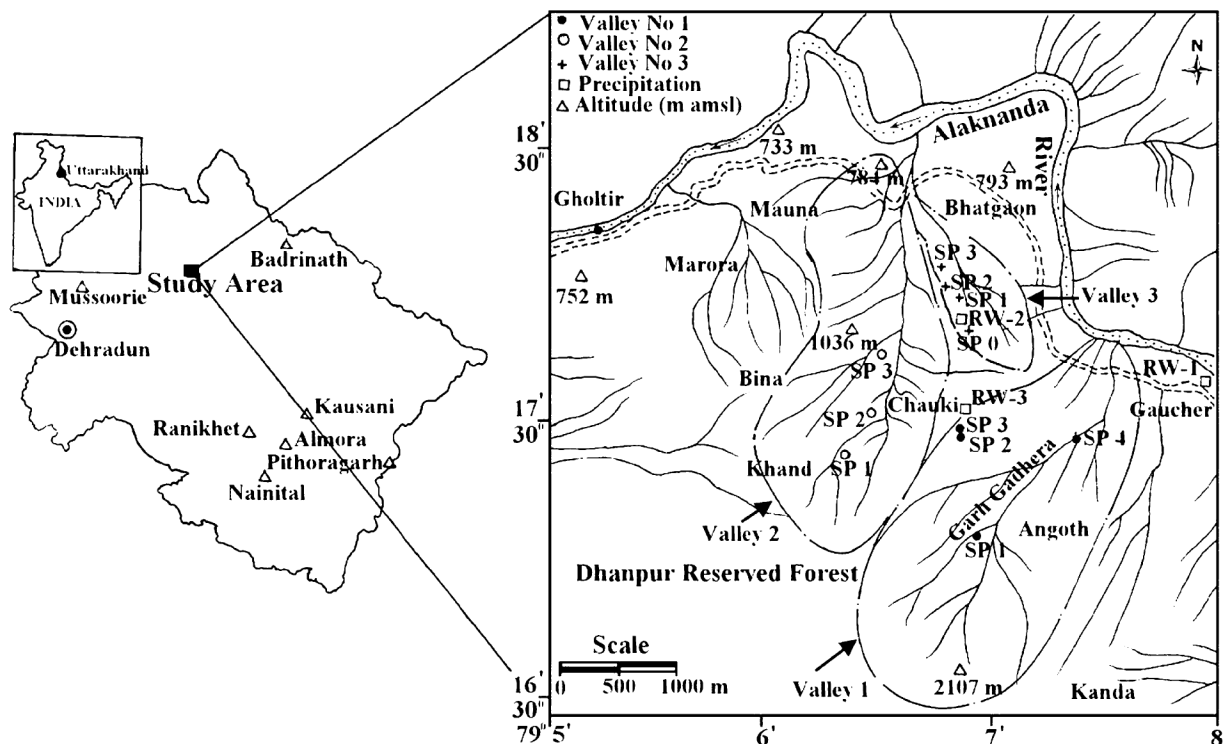 Uttarakhand
INDIA
Badrinath
Study Area
Mussoorie
Dehradun
Kausani
Ranikhet
Almora
Pithoragarh
Nainital
Valley No 1
Valley No 2
Valley No 3
Precipitation
Altitude (m amsl)
N
18'
30"
733 m
Alaknanda
River
784 m
793 m
Gholtir
Mauna
Bhatgaon
Marora
SP 3
SP 2
SP 1
752 m
Valley 3
RW-2
1036 m
SP 0
SP 3
RW-1
Bina
17'
30"
Chauki
RW-3
Gaucher
SP 2
SP 3
SP 2
SP 4
Khand
SP 1
Garh Gadhera
Valley 2
Angoth
SP 1
Dhanpur Reserved Forest
Scale
0 500 1000 m
Valley 1
2107 m
Kanda
16'
30"
79° 5'
6'
7'
8